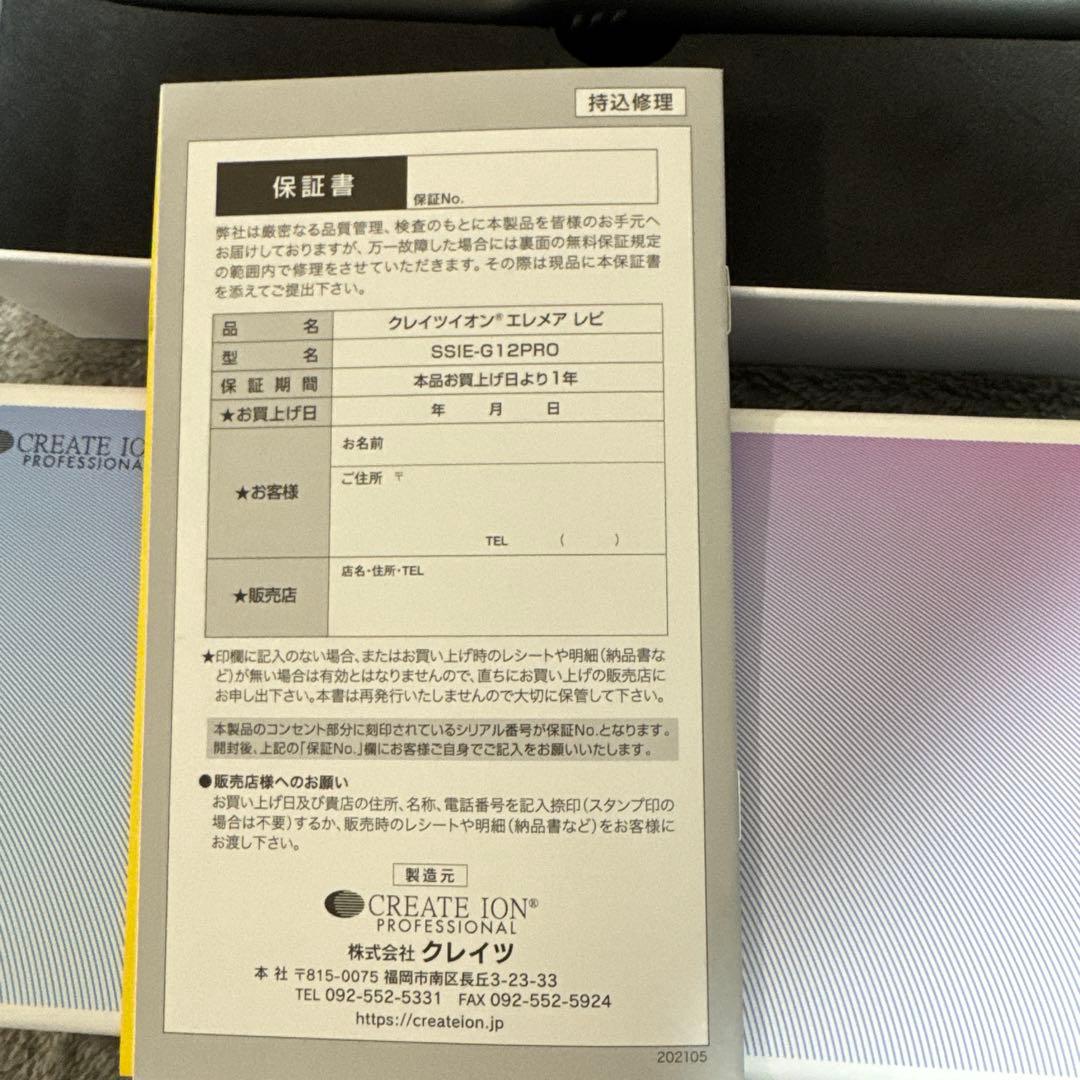 持込修理
保証書
保証No.
弊社は厳密なる品質管理、検査のもとに本製品を皆様のお手元へ
お届けしておりますが、万一故障した場合には裏面の無料保証規定
の範囲内で修理をさせていただきます。その際は現品に本保証書
を添えてご提出下さい。
品名 クレイツイオン®エレメア レピ
型名 SSIE-G12PRO
保証期間 本品お買上げ日より1年
★お買上げ日 年 月 日
★お客様
お名前
ご住所 〒
TEL ( )
★販売店
店名・住所・TEL
★印欄に記入のない場合、またはお買い上げ時のレシートや明細(納品書な
ど)が無い場合は有効とはなりませんので、直ちにお買い上げの販売店に
お申し出下さい。本書は再発行いたしませんので大切に保管して下さい。
本製品のコンセント部分に刻印されているシリアル番号が保証No.となります。
開封後、上記の「保証No.」欄にお客様ご自身でご記入をお願いいたします。
●販売店様へのお願い
お買い上げ日及び貴店の住所、名称、電話番号を記入捺印(スタンプ印の
場合は不要)するか、販売時のレシートや明細(納品書など)をお客様に
お渡し下さい。
製造元
CREATE ION®
PROFESSIONAL
株式会社 クレイツ
本社 〒815-0075 福岡市南区長丘3-23-33
TEL 092-552-5331 FAX 092-552-5924
https://createion.jp
202105
CREATE IO
PROFESSIONA